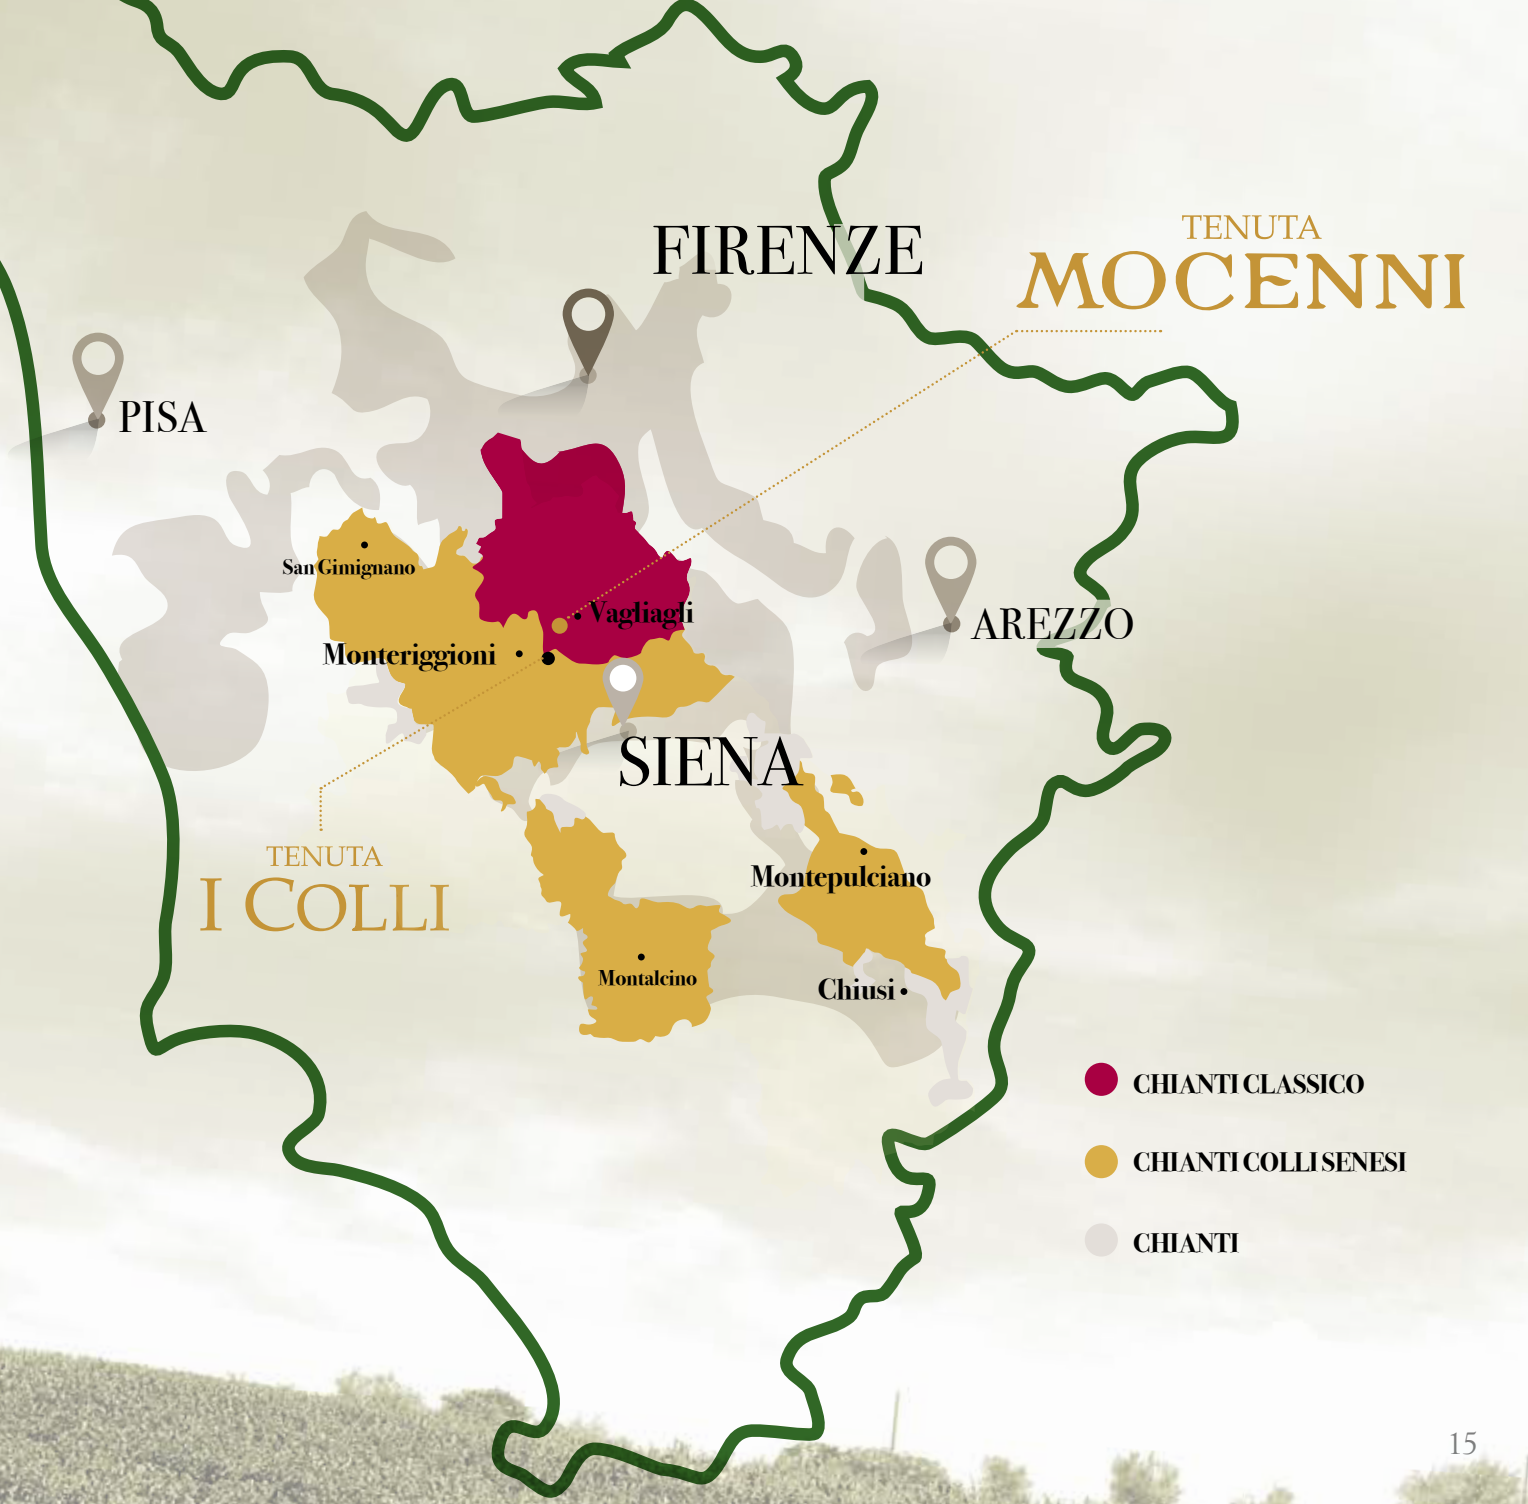 FIRENZE
TENUTA
MOCENNI
PISA
San Gimignano
Vagliagli
AREZZO
Monteriggioni
SIENA
TENUTA
I COLLI
Montepulciano
Montalcino
Chiusi
CHIANTI CLASSICO
CHIANTI COLLI SENESI
CHIANTI
15